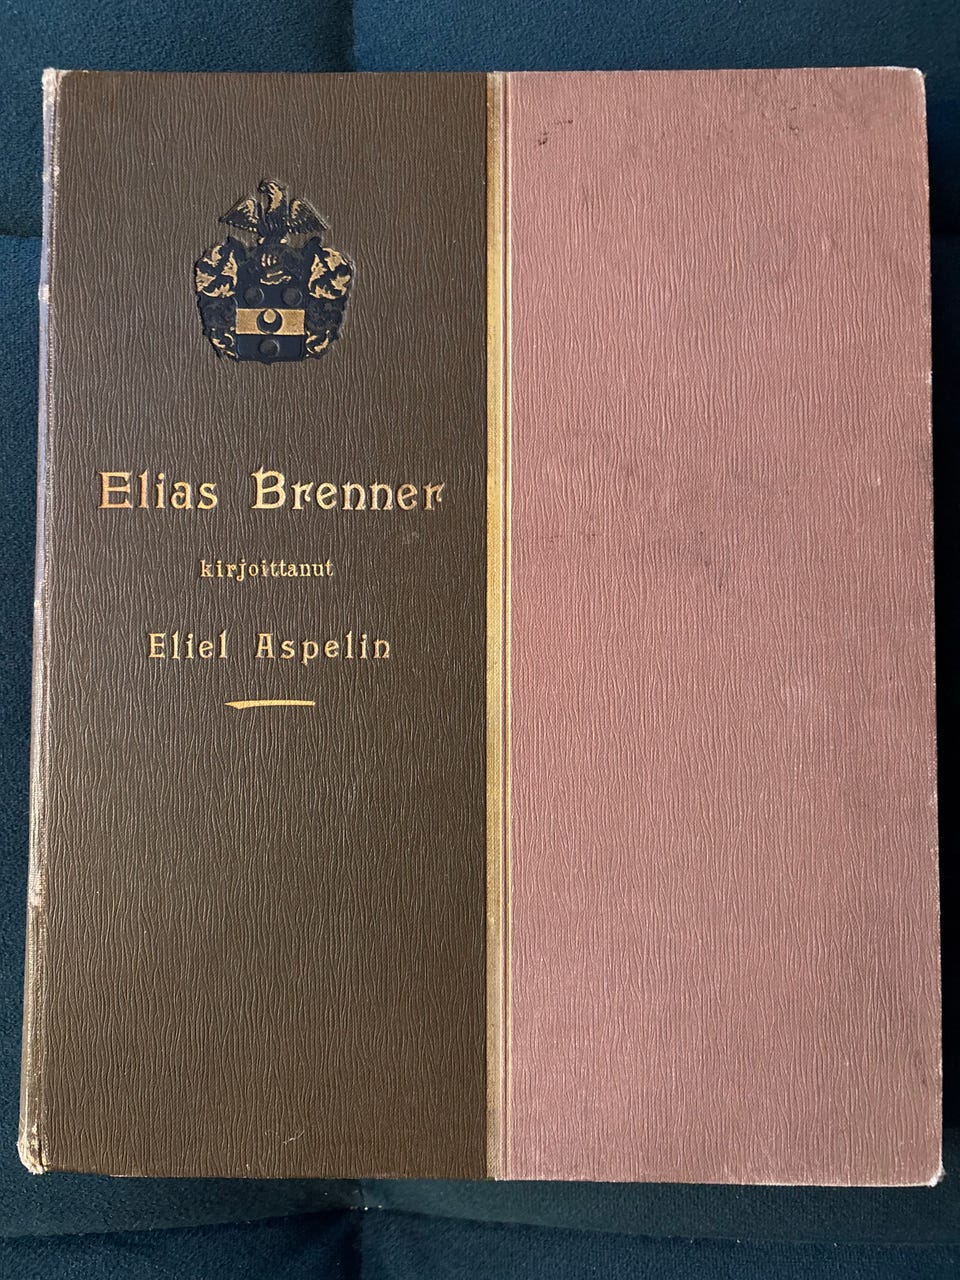 Elias Brenner
kirjoittanut
Eliel Aspelin